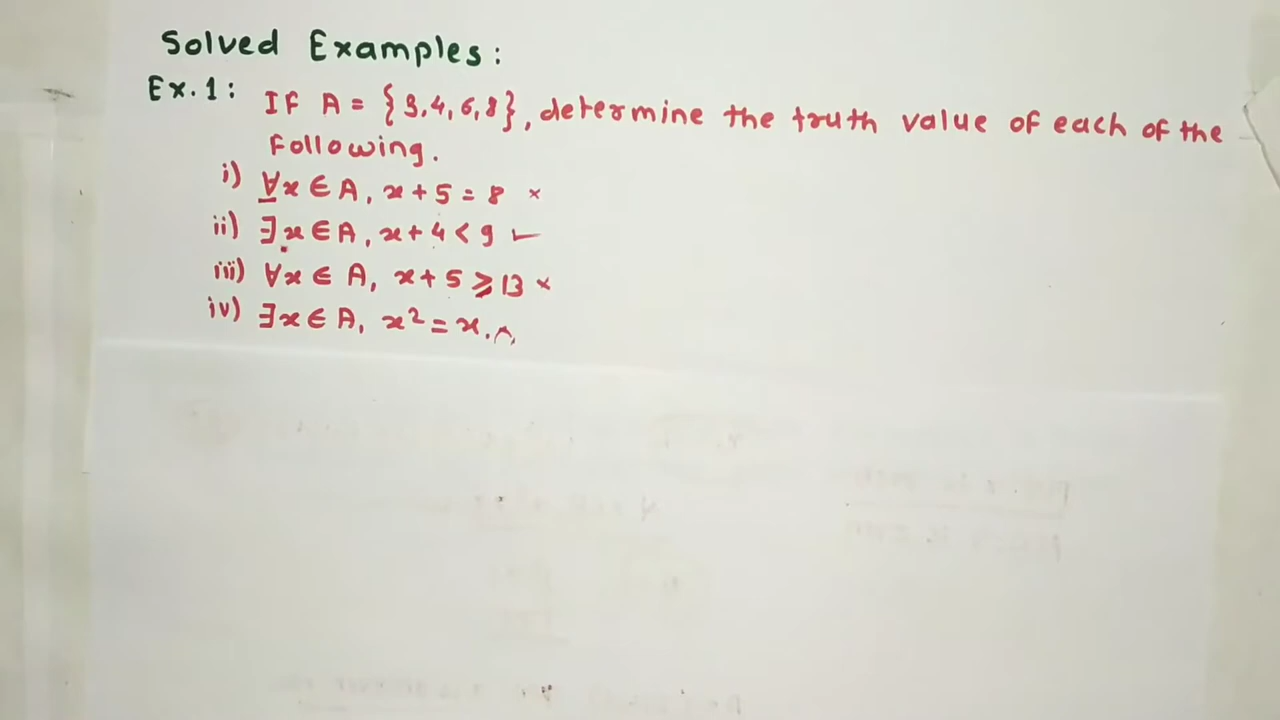 Solved Examples:
Ex.1: If A = {3,4,6,8}, determine the truth value of each of the
following.
i) ∀x ∈ A, x + 5 = 8 ×
ii) ∃x ∈ A, x + 4 < 9 ✓
iii) ∀x ∈ A, x + 5 ≥ 13 ×
iv) ∃x ∈ A, x² = x.